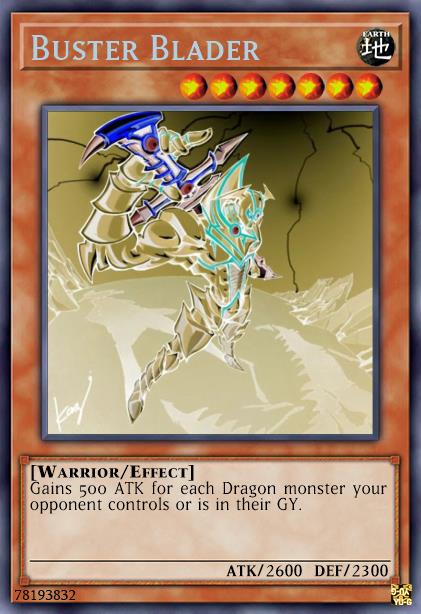 Buster Blader
EARTH
地
[Warrior/Effect]
Gains 500 ATK for each Dragon monster your
opponent controls or is in their GY.
ATK/2600 DEF/2300
78193832